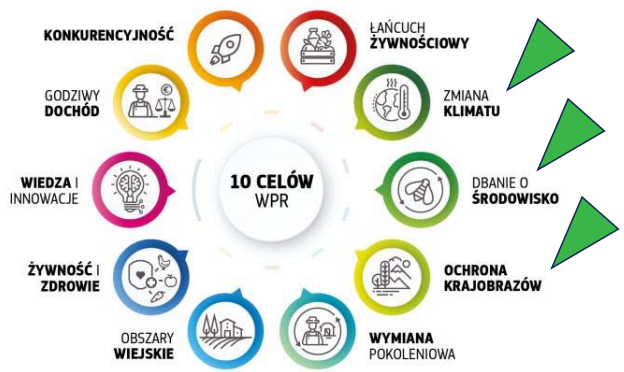 KONKURENCYJNOŚĆ
ŁAŃCUCH
ŻYWNOŚCIOWY
GODZIWY
DOCHÓD
ZMIANA
KLIMATU
WIEDZA I
INNOWACJE
10 CELÓW
WPR
DBANIE O
ŚRODOWISKO
ŻYWNOŚĆ I
ZDROWIE
OCHRONA
KRAJOBRAZÓW
OBSZARY
WIEJSKIE
WYMIANA
POKOLENIOWA